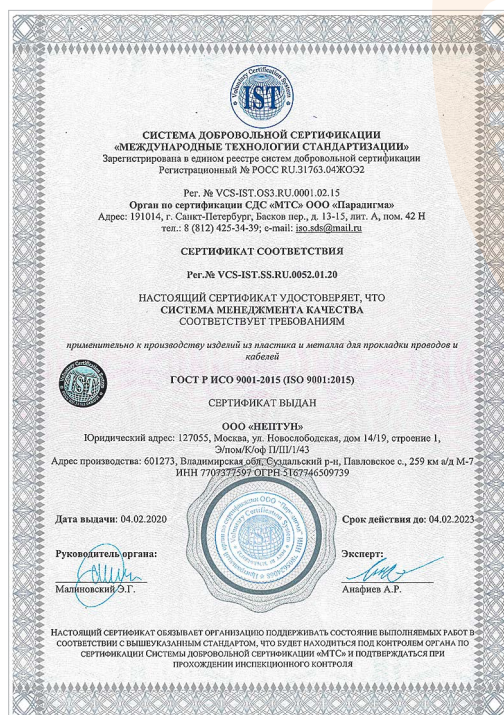 Voluntary Certification System
IST
СИСТЕМА ДОБРОВОЛЬНОЙ СЕРТИФИКАЦИИ
«МЕЖДУНАРОДНЫЕ ТЕХНОЛОГИИ СТАНДАРТИЗАЦИИ»
Зарегистрирована в едином реестре систем добровольной сертификации
Регистрационный № РОСС RU.31763.04ЖОЭ2
Рег. № VCS-IST.OS3.RU.0001.02.15
Орган по сертификации СДС «МТС» ООО «Парадигма»
Адрес: 191014, г. Санкт-Петербург, Басков пер., д. 13-15, лит. А, пом. 42 Н
тел.: 8 (812) 425-34-39; e-mail: iso.sds@mail.ru
СЕРТИФИКАТ СООТВЕТСТВИЯ
Рег.№ VCS-IST.SS.RU.0052.01.20
НАСТОЯЩИЙ СЕРТИФИКАТ УДОСТОВЕРЯЕТ, ЧТО
СИСТЕМА МЕНЕДЖМЕНТА КАЧЕСТВА
СООТВЕТСТВУЕТ ТРЕБОВАНИЯМ
применительно к производству изделий из пластика и металла для прокладки проводов и
кабелей
IST
ГОСТ Р ИСО 9001-2015 (ISO 9001:2015)
СЕРТИФИКАТ ВЫДАН
ООО «НЕПТУН»
Юридический адрес: 127055, Москва, ул. Новослободская, дом 14/19, строение 1,
Э/пом/К/оф П/III/1/43
Адрес производства: 601273, Владимирская обл, Суздальский р-н, Павловское с., 259 км а/д М-7
ИНН 7707377597 ОГРН 5167746509739
Дата выдачи: 04.02.2020
Срок действия до: 04.02.2023
Руководитель органа:
Эксперт:
Малиновский Э.Г.
Анафиев А.Р.
НАСТОЯЩИЙ СЕРТИФИКАТ ОБЯЗЫВАЕТ ОРГАНИЗАЦИЮ ПОДДЕРЖИВАТЬ СОСТОЯНИЕ ВЫПОЛНЯЕМЫХ РАБОТ В
СООТВЕТСТВИИ С ВЫШЕУКАЗАННЫМ СТАНДАРТОМ, ЧТО БУДЕТ НАХОДИТЬСЯ ПОД КОНТРОЛЕМ ОРГАНА ПО
СЕРТИФИКАЦИИ СИСТЕМЫ ДОБРОВОЛЬНОЙ СЕРТИФИКАЦИИ «МТС» И ПОДТВЕРЖДАТЬСЯ ПРИ
ПРОХОЖДЕНИИ ИНСПЕКЦИОННОГО КОНТРОЛЯ